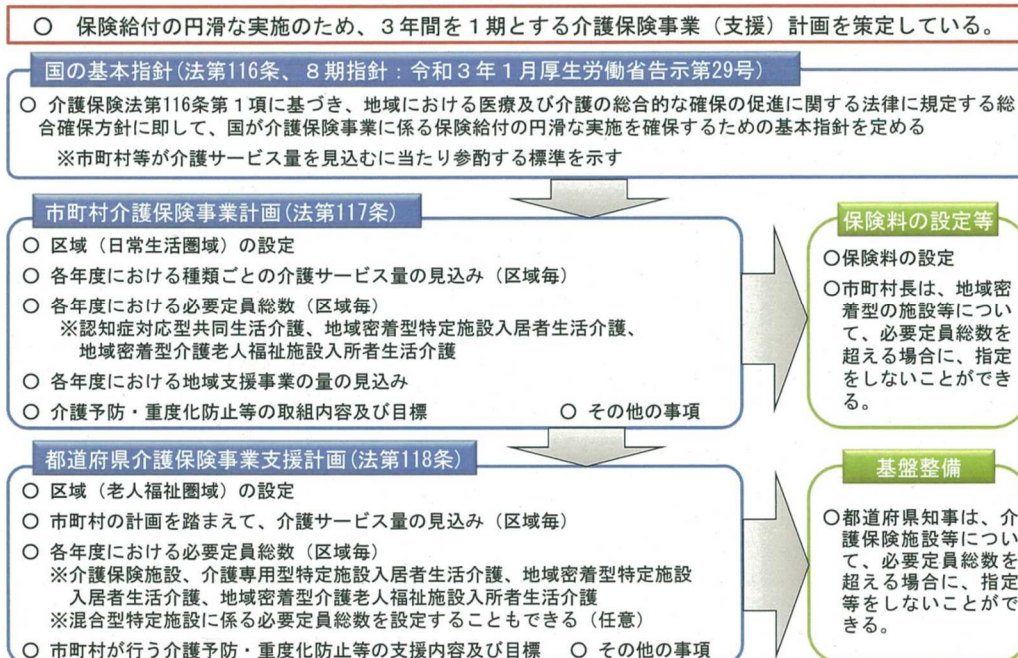 ○ 保険給付の円滑な実施のため、３年間を１期とする介護保険事業（支援）計画を策定している。
国の基本指針(法第116条、８期指針：令和３年１月厚生労働省告示第29号)
○ 介護保険法第116条第１項に基づき、地域における医療及び介護の総合的な確保の促進に関する法律に規定する総
合確保方針に即して、国が介護保険事業に係る保険給付の円滑な実施を確保するための基本指針を定める
※市町村等が介護サービス量を見込むに当たり参酌する標準を示す
市町村介護保険事業計画(法第117条)
○ 区域（日常生活圏域）の設定
○ 各年度における種類ごとの介護サービス量の見込み（区域毎）
○ 各年度における必要定員総数（区域毎）
※認知症対応型共同生活介護、地域密着型特定施設入居者生活介護、
地域密着型介護老人福祉施設入所者生活介護
○ 各年度における地域支援事業の量の見込み
○ 介護予防・重度化防止等の取組内容及び目標 ○ その他の事項
保険料の設定等
○保険料の設定
○市町村長は、地域密
着型の施設等につい
て、必要定員総数を
超える場合に、指定
をしないことができ
る。
都道府県介護保険事業支援計画(法第118条)
○ 区域（老人福祉圏域）の設定
○ 市町村の計画を踏まえて、介護サービス量の見込み（区域毎）
○ 各年度における必要定員総数（区域毎）
※介護保険施設、介護専用型特定施設入居者生活介護、地域密着型特定施設
入居者生活介護、地域密着型介護老人福祉施設入所者生活介護
※混合型特定施設に係る必要定員総数を設定することもできる（任意）
○ 市町村が行う介護予防・重度化防止等の支援内容及び目標 ○ その他の事項
基盤整備
○都道府県知事は、介
護保険施設等につい
て、必要定員総数を
超える場合に、指定
等をしないことがで
きる。